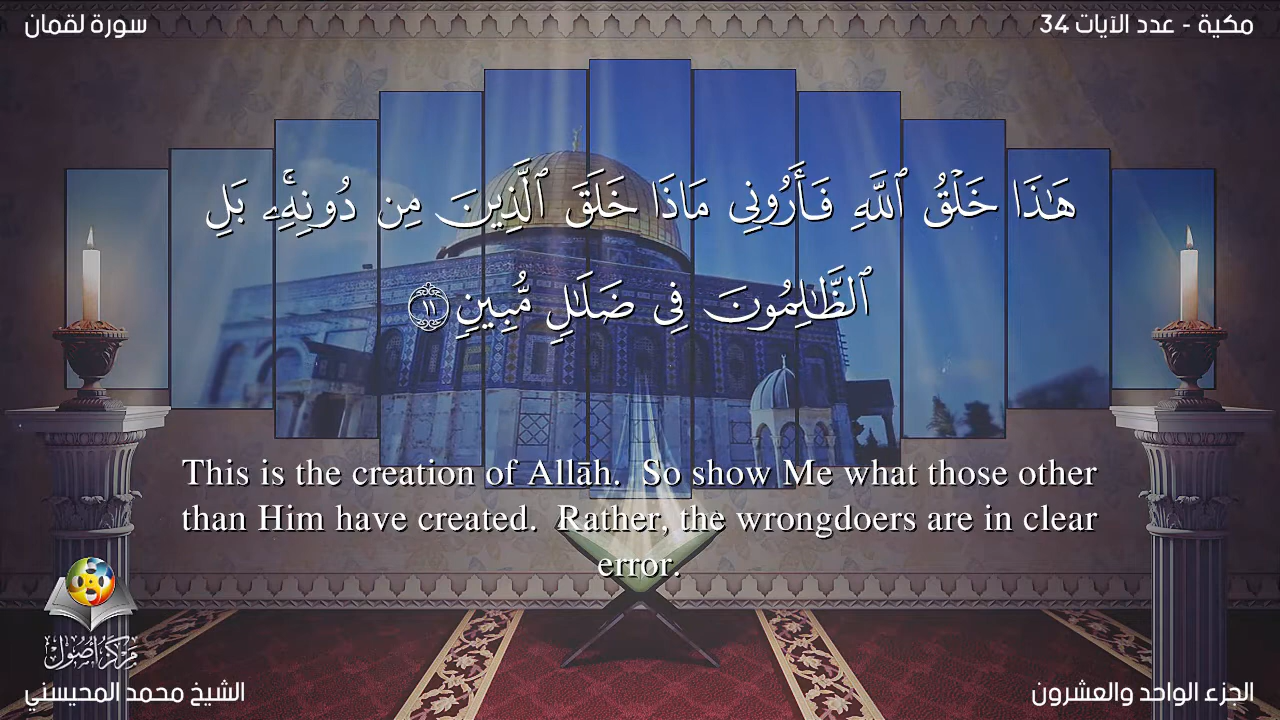 مكية - عدد الآيات 34
سورة لقمان
هَـٰذَا خَلْقُ ٱللَّهِ فَأَرُونِى مَاذَا خَلَقَ ٱلَّذِينَ مِن دُونِهِۦۚ بَلِ
ٱلظَّـٰلِمُونَ فِى ضَلَـٰلٍ مُّبِينٍ ١١
This is the creation of Allāh. So show Me what those other
than Him have created. Rather, the wrongdoers are in clear
error.
مركز أصول
الجزء الواحد والعشرون
الشيخ محمد المحيسني